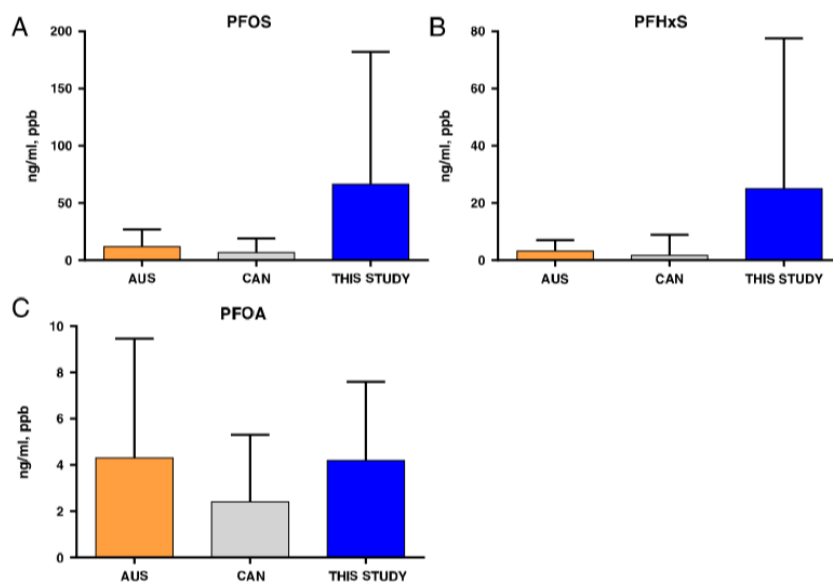 A
PFOS
ng/ml, ppb
200
150
100
50
0
AUS CAN THIS STUDY
B
PFHxS
ng/ml, ppb
80
60
40
20
0
AUS CAN THIS STUDY
C
PFOA
ng/ml, ppb
10
8
6
4
2
0
AUS CAN THIS STUDY